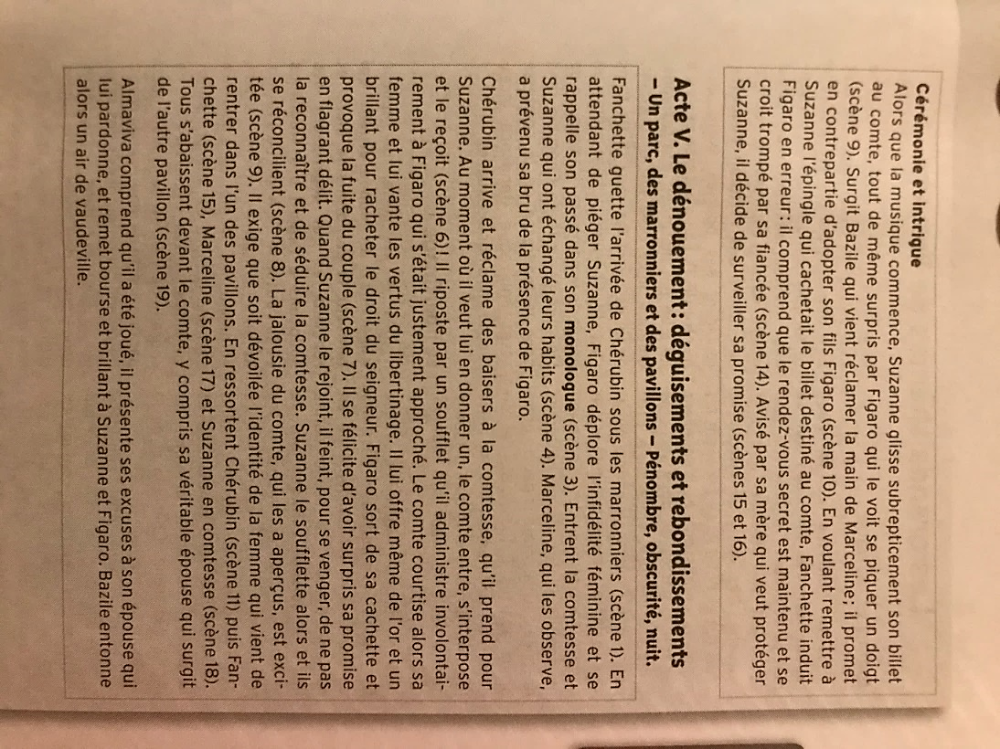 Cérémonie et intrigue
Alors que la musique commence, Suzanne glisse subrepticement son billet
au comte, tout de même surpris par Figaro qui le voit se piquer un doigt
(scène 9). Surgit Bazile qui vient réclamer la main de Marceline ; il promet
en contrepartie d'adopter son fils Figaro (scène 10). En voulant remettre à
Suzanne l'épingle qui cachetait le billet destiné au comte, Fanchette induit
Figaro en erreur : il comprend que le rendez-vous secret est maintenu et se
croit trompé par sa fiancée (scène 14). Avisé par sa mère qui veut protéger
Suzanne, il décide de surveiller sa promise (scènes 15 et 16).
Acte V. Le dénouement : déguisements et rebondissements
– Un parc, des marronniers et des pavillons – Pénombre, obscurité, nuit.
Fanchette guette l'arrivée de Chérubin sous les marronniers (scène 1). En
attendant de piéger Suzanne, Figaro déplore l'infidélité féminine et se
rappelle son passé dans son monologue (scène 3). Entrent la comtesse et
Suzanne qui ont échangé leurs habits (scène 4). Marceline, qui les observe,
a prévenu sa bru de la présence de Figaro.
Chérubin arrive et réclame des baisers à la comtesse, qu'il prend pour
Suzanne. Au moment où il veut lui en donner un, le comte entre, s'interpose
et le reçoit (scène 6) ! Il riposte par un soufflet qu'il administre involontai-
rement à Figaro qui s'était justement approché. Le comte courtise alors sa
femme et lui vante les vertus du libertinage. Il lui offre même de l'or et un
brillant pour racheter le droit du seigneur. Figaro sort de sa cachette et
provoque la fuite du couple (scène 7). Il se félicite d'avoir surpris sa promise
en flagrant délit. Quand Suzanne le rejoint, il feint, pour se venger, de ne pas
la reconnaître et de séduire la comtesse. Suzanne le soufflette alors et ils
se réconcilient (scène 8). La jalousie du comte, qui les a aperçus, est exci-
tée (scène 9). Il exige que soit dévoilée l'identité de la femme qui vient de
rentrer dans l'un des pavillons. En ressortent Chérubin (scène 11) puis Fan-
chette (scène 15), Marceline (scène 17) et Suzanne en comtesse (scène 18).
Tous s'abaissent devant le comte, y compris sa véritable épouse qui surgit
de l'autre pavillon (scène 19).
Almaviva comprend qu'il a été joué, il présente ses excuses à son épouse qui
lui pardonne, et remet bourse et brillant à Suzanne et Figaro. Bazile entonne
alors un air de vaudeville.